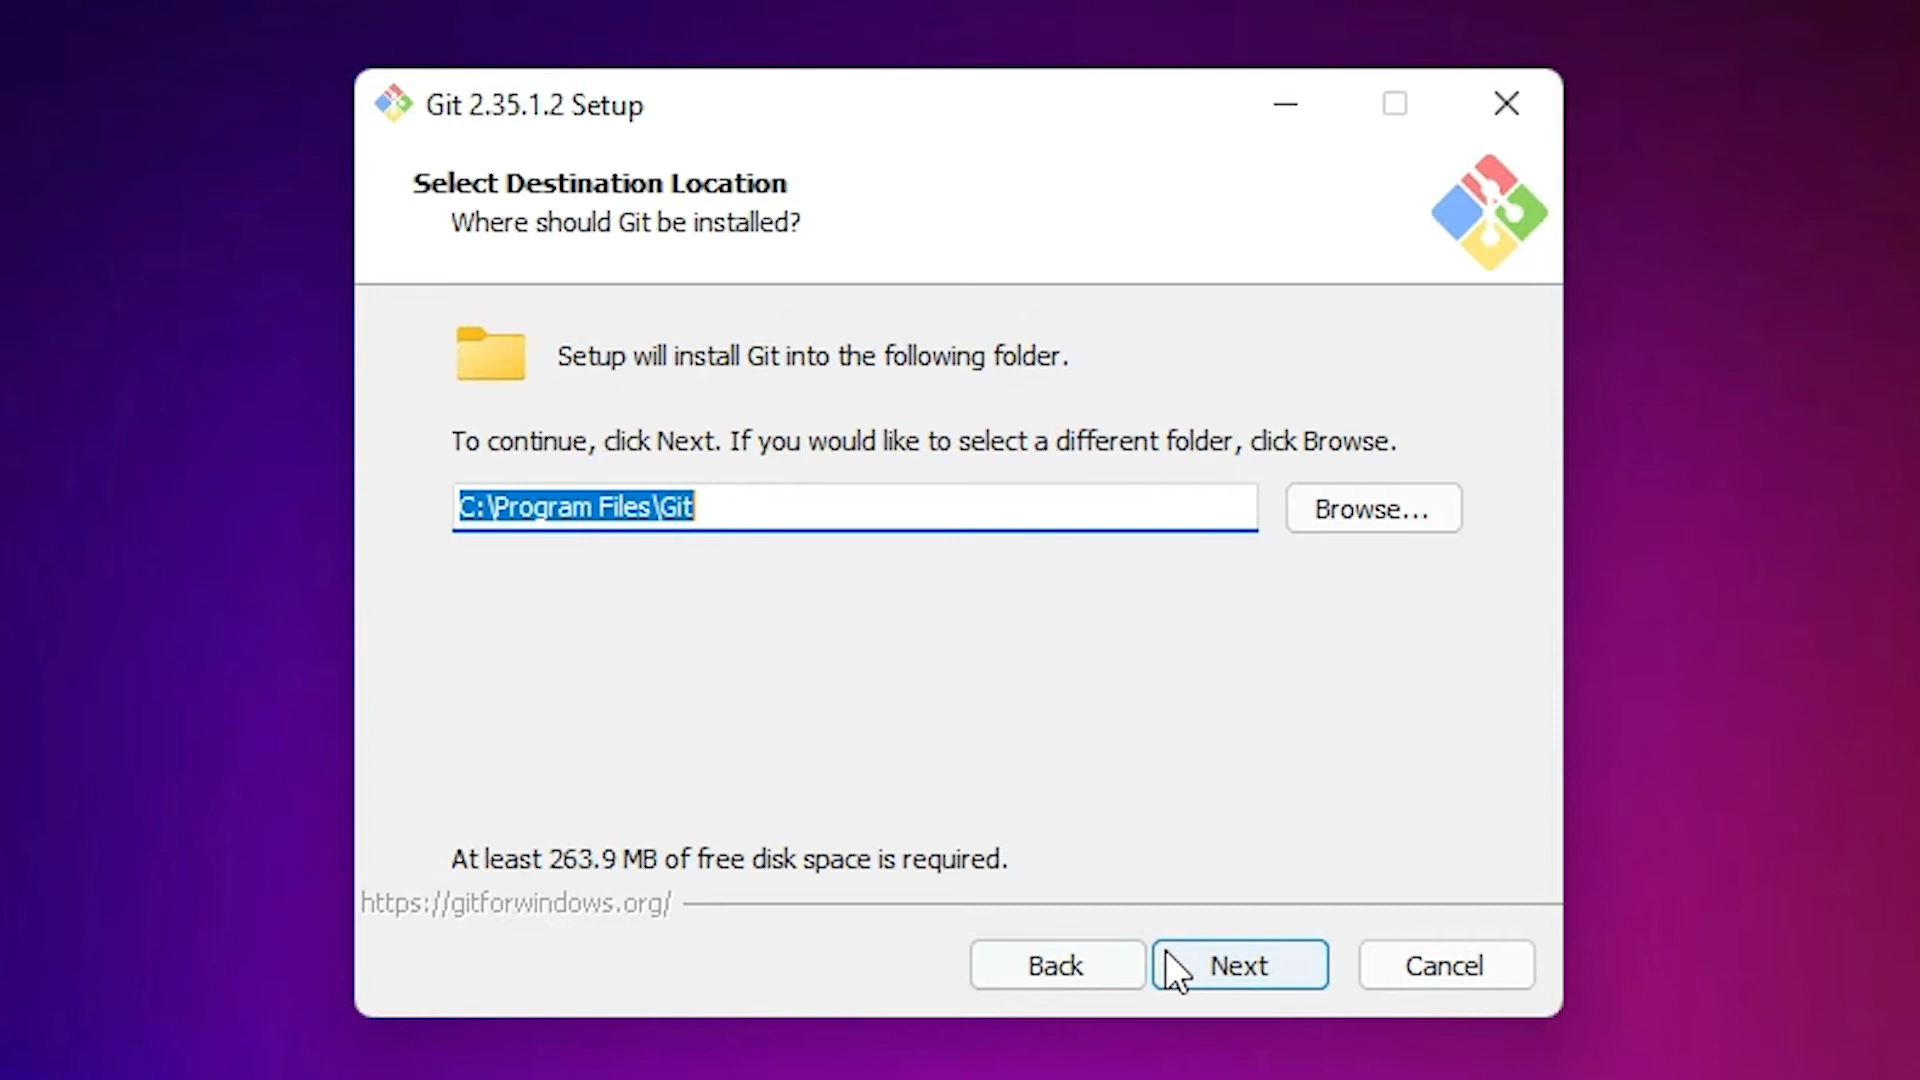 Git 2.35.1.2 Setup
Select Destination Location
Where should Git be installed?
Setup will install Git into the following folder.
To continue, click Next. If you would like to select a different folder, click Browse.
C:\Program Files\Git
Browse...
At least 263.9 MB of free disk space is required.
https://gitforwindows.org/
Back
Next
Cancel